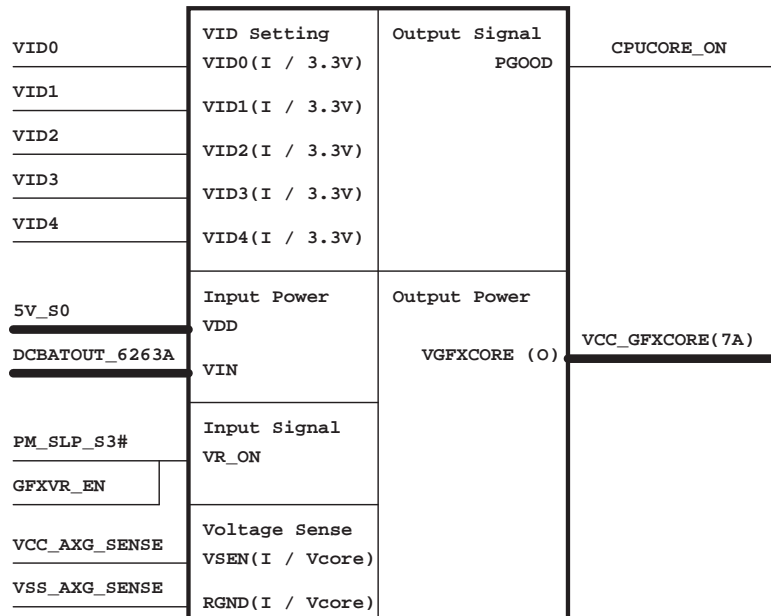 VID Setting
Output Signal
VID0
VID0(I / 3.3V)
PGOOD
CPUCORE_ON
VID1
VID1(I / 3.3V)
VID2
VID2(I / 3.3V)
VID3
VID3(I / 3.3V)
VID4
VID4(I / 3.3V)
Input Power
Output Power
5V_S0
VDD
DCBATOUT_6263A
VIN
VGFXCORE (O)
VCC_GFXCORE(7A)
Input Signal
PM_SLP_S3#
VR_ON
GFXVR_EN
Voltage Sense
VCC_AXG_SENSE
VSEN(I / Vcore)
VSS_AXG_SENSE
RGND(I / Vcore)